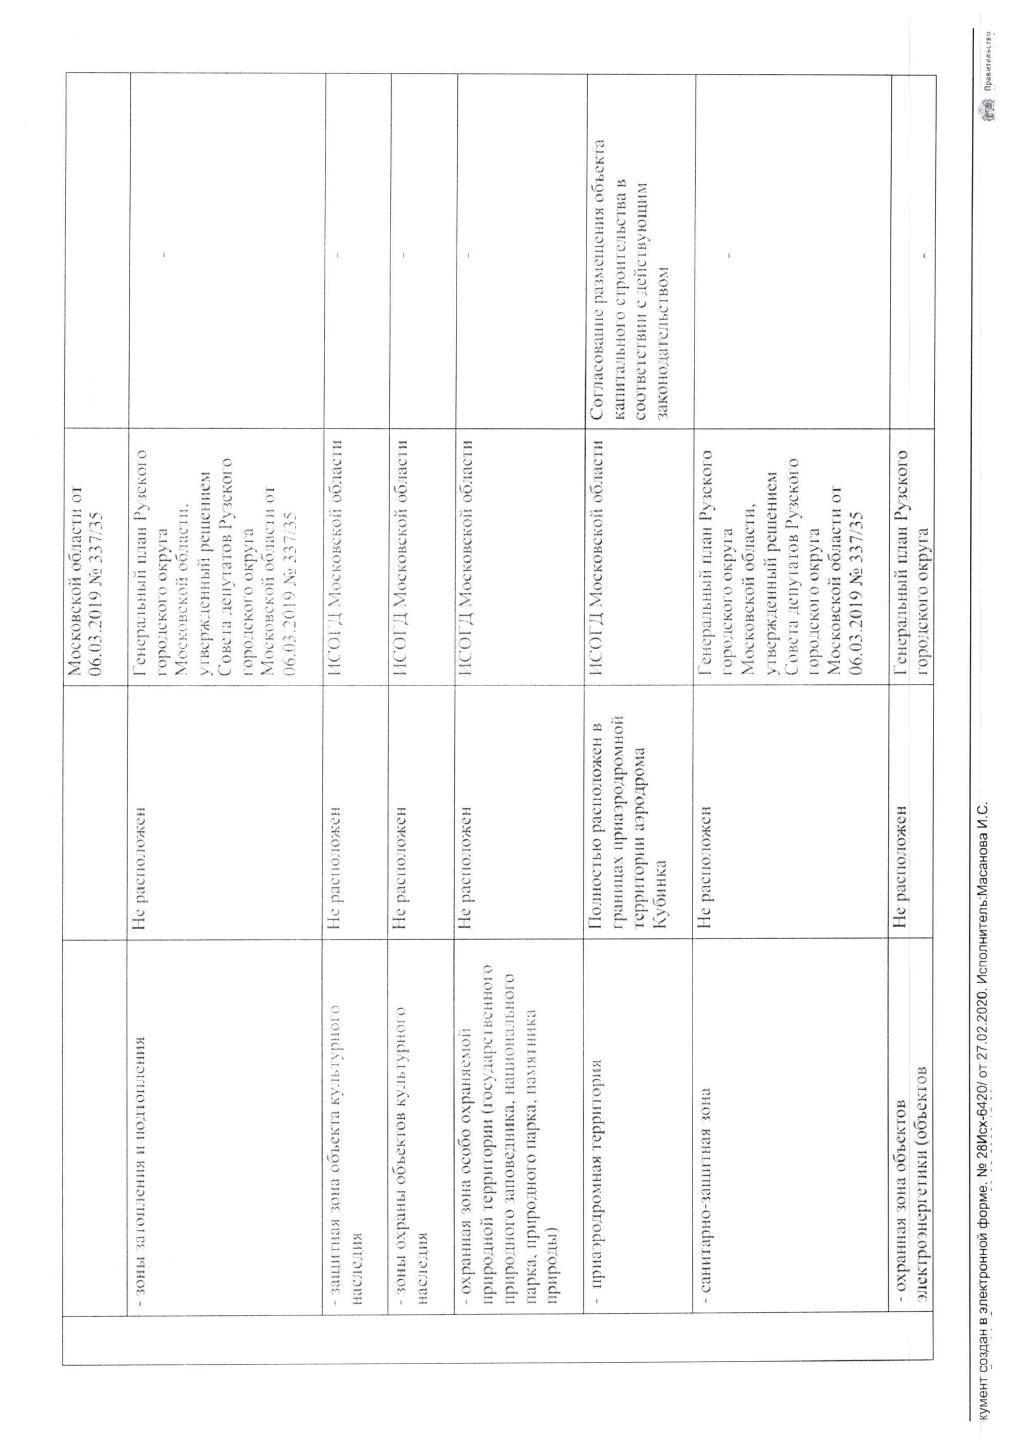 Московской области от
06.03.2019 № 337/35
- зоны затопления и подтопления
Не расположен
Генеральный план Рузского
городского округа
Московской области,
утвержденный решением
Совета депутатов Рузского
городского округа
Московской области от
06.03.2019 № 337/35
-
- защитная зона объекта культурного
наследия
Не расположен
ИСОГД Московской области
-
- зоны охраны объектов культурного
наследия
Не расположен
ИСОГД Московской области
-
- охранная зона особо охраняемой
природной территории (государственного
природного заповедника, национального
парка, природного парка, памятника
природы)
Не расположен
ИСОГД Московской области
-
- приаэродромная территория
Полностью расположен в
границах приаэродромной
территории аэродрома
Кубинка
ИСОГД Московской области
Согласование размещения объекта
капитального строительства в
соответствии с действующим
законодательством
- санитарно-защитная зона
Не расположен
Генеральный план Рузского
городского округа
Московской области,
утвержденный решением
Совета депутатов Рузского
городского округа
Московской области от
06.03.2019 № 337/35
-
- охранная зона объектов
электроэнергетики (объектов
Не расположен
Генеральный план Рузского
городского округа
-
кумент создан в электронной форме. № 28Исх-6420/ от 27.02.2020. Исполнитель:Масанова И.С.
Правительство